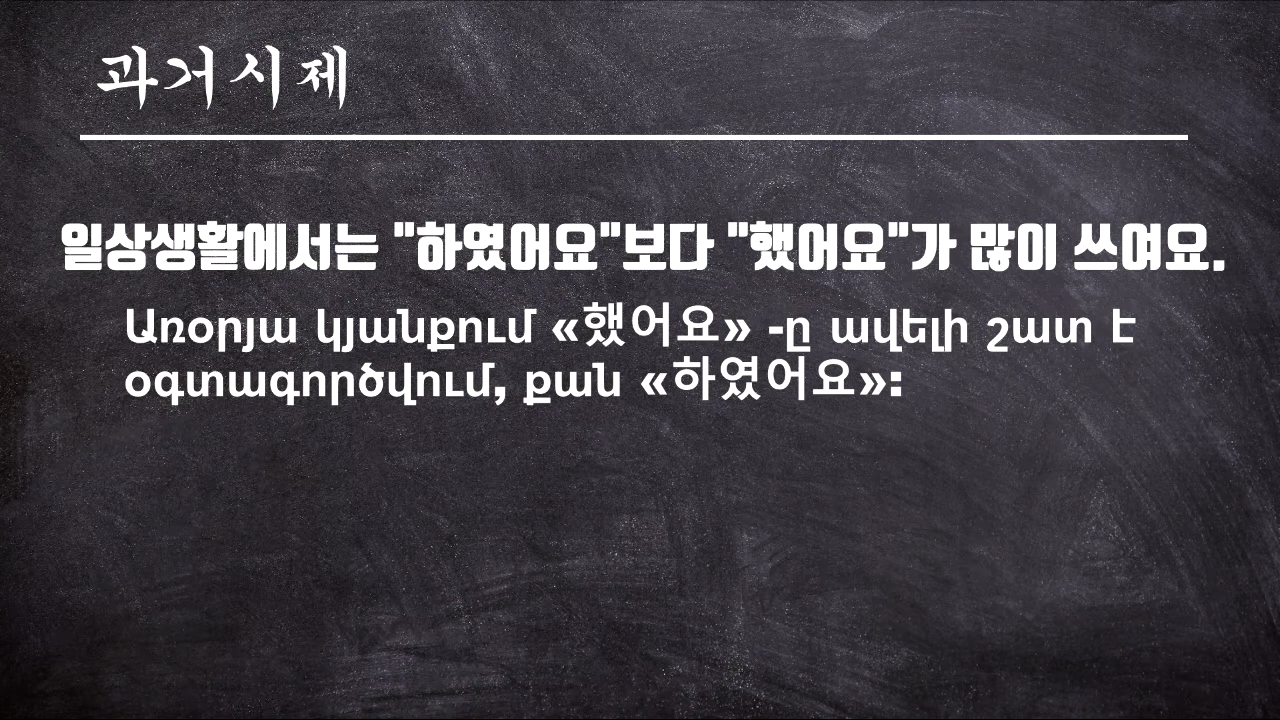 과거시제
일상생활에서는 "하였어요"보다 "했어요"가 많이 쓰여요.
Առօրյա կյանքում «했어요» -ը ավելի շատ է
օգտագործվում, քան «하였어요»: